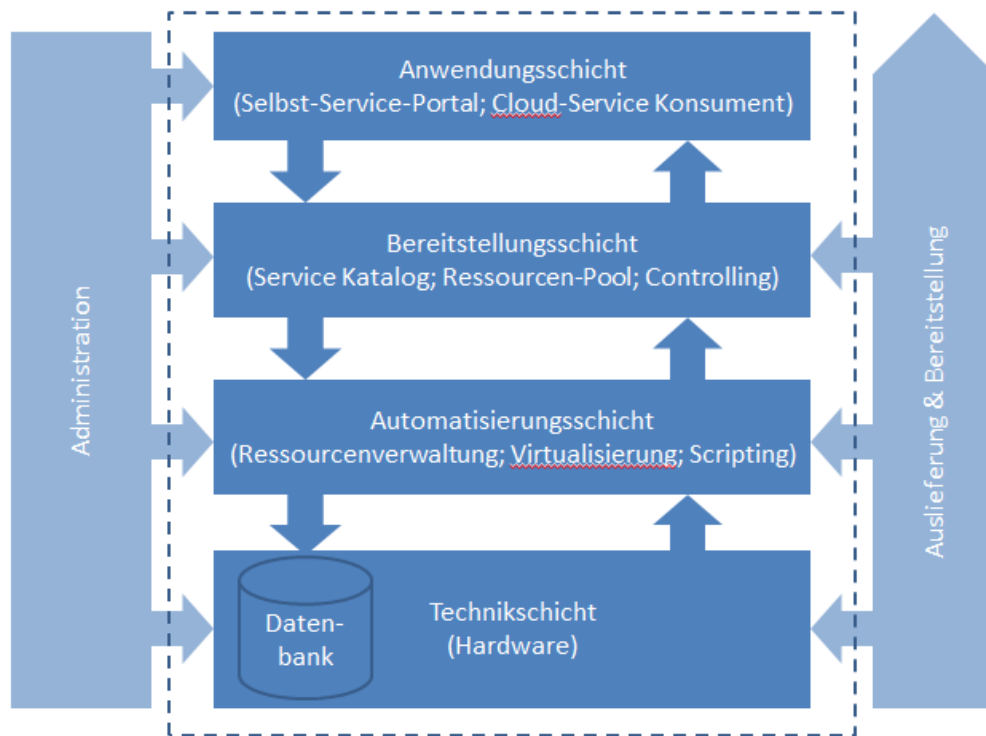 Administration
Anwendungsschicht
(Selbst-Service-Portal; Cloud-Service Konsument)
Bereitstellungsschicht
(Service Katalog; Ressourcen-Pool; Controlling)
Automatisierungsschicht
(Ressourcenverwaltung; Virtualisierung; Scripting)
Daten-
bank
Technikschicht
(Hardware)
Auslieferung & Bereitstellung